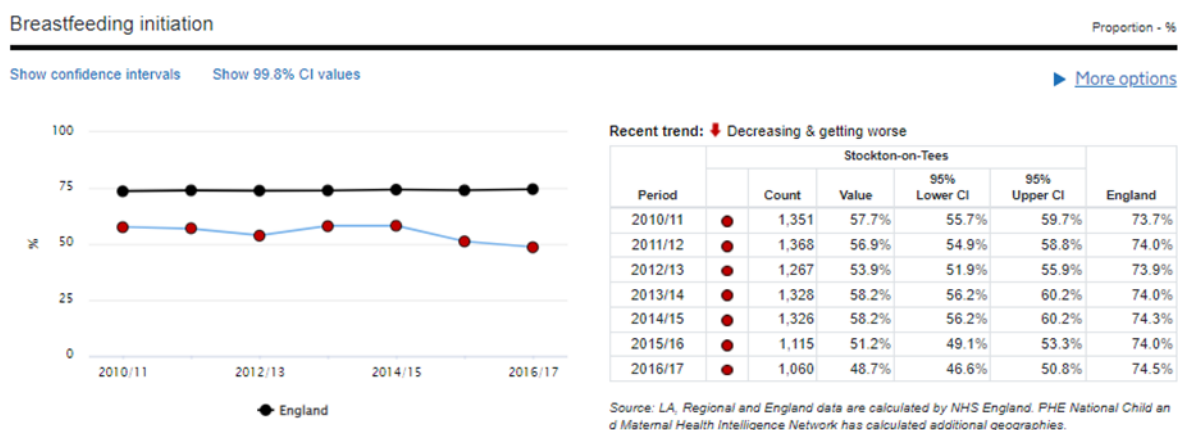 Breastfeeding initiation
Proportion - %
Show confidence intervals Show 99.8% CI values
More options
100
75
50
25
0
%
2010/11 2012/13 2014/15 2016/17
England
Recent trend: Decreasing & getting worse
Stockton-on-Tees
Period Count Value 95% Lower CI 95% Upper CI England
2010/11 1,351 57.7% 55.7% 59.7% 73.7%
2011/12 1,368 56.9% 54.9% 58.8% 74.0%
2012/13 1,267 53.9% 51.9% 55.9% 73.9%
2013/14 1,328 58.2% 56.2% 60.2% 74.0%
2014/15 1,326 58.2% 56.2% 60.2% 74.3%
2015/16 1,115 51.2% 49.1% 53.3% 74.0%
2016/17 1,060 48.7% 46.6% 50.8% 74.5%
Source: LA, Regional and England data are calculated by NHS England. PHE National Child an
d Maternal Health Intelligence Network has calculated additional geographies.